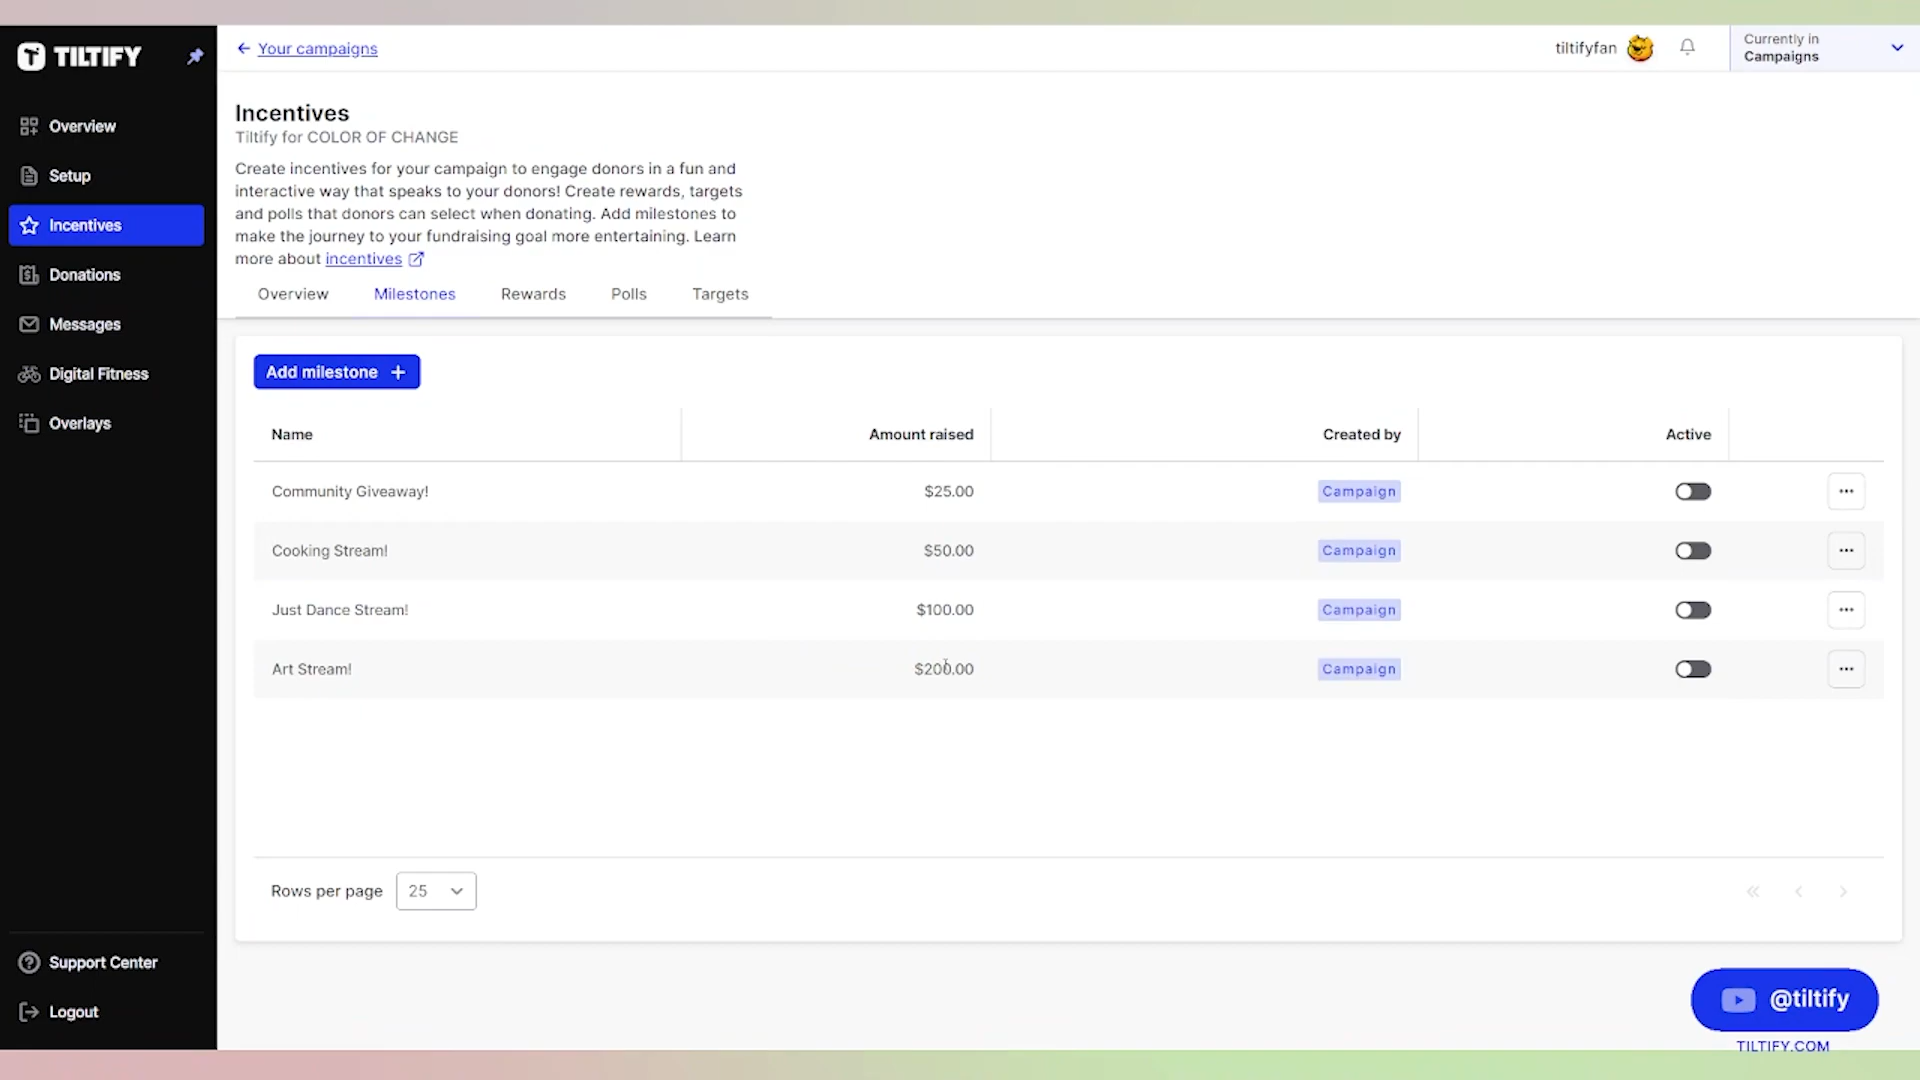 TILTIFY
Your campaigns
tiltifyfan
Currently in
Campaigns
Overview
Setup
Incentives
Donations
Messages
Digital Fitness
Overlays
Support Center
Logout
Incentives
Tiltify for COLOR OF CHANGE
Create incentives for your campaign to engage donors in a fun and
interactive way that speaks to your donors! Create rewards, targets
and polls that donors can select when donating. Add milestones to
make the journey to your fundraising goal more entertaining. Learn
more about incentives
Overview Milestones Rewards Polls Targets
Add milestone +
Name Amount raised Created by Active
Community Giveaway! $25.00 Campaign
Cooking Stream! $50.00 Campaign
Just Dance Stream! $100.00 Campaign
Art Stream! $200.00 Campaign
Rows per page 25
@tiltify
TILTIFY.COM